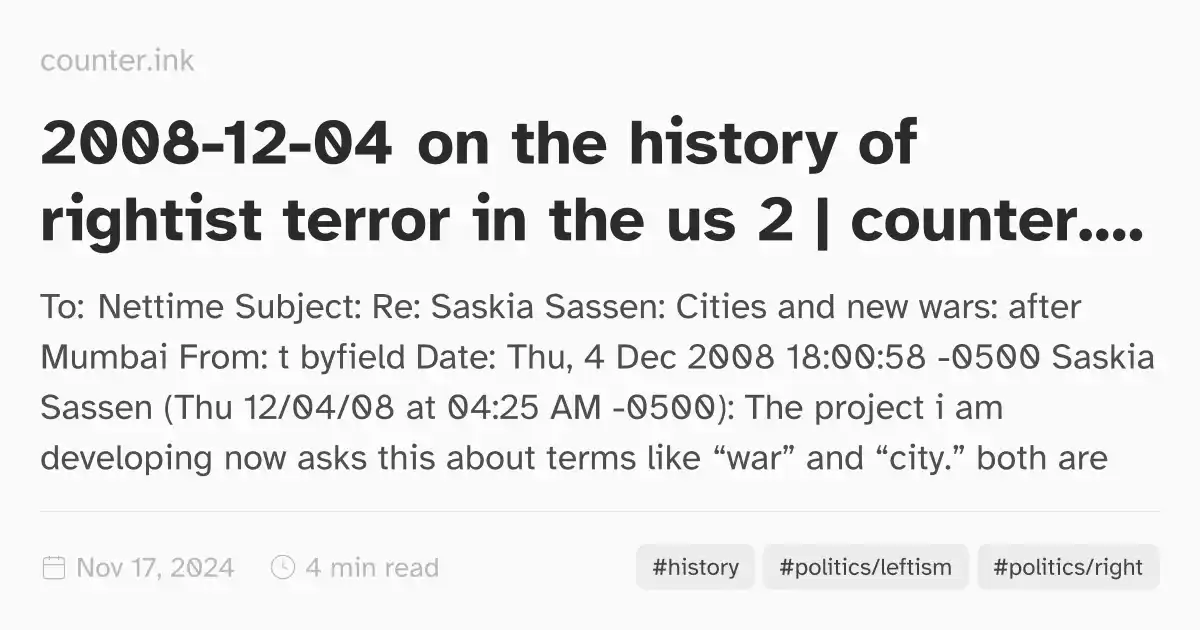 counter.ink
2008-12-04 on the history of
rightist terror in the us 2 | counter....
To: Nettime Subject: Re: Saskia Sassen: Cities and new wars: after
Mumbai From: t byfield Date: Thu, 4 Dec 2008 18:00:58 -0500 Saskia
Sassen (Thu 12/04/08 at 04:25 AM -0500): The project i am
developing now asks this about terms like “war” and “city.” both are
Nov 17, 2024 4 min read #history #politics/leftism #politics/right